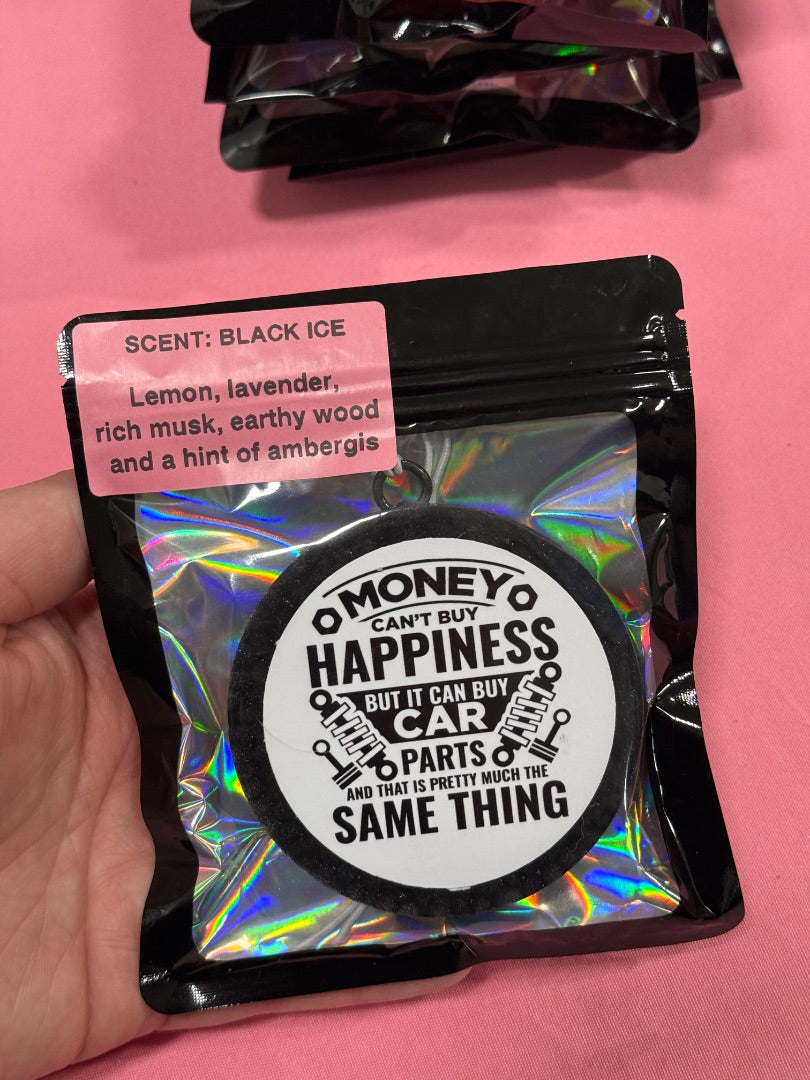 SCENT: BLACK ICE
Lemon, lavender,
rich musk, earthy wood
and a hint of ambergis
MONEY
CAN'T BUY
HAPPINESS
BUT IT CAN BUY
CAR
PARTS
AND THAT IS PRETTY MUCH THE
SAME THING